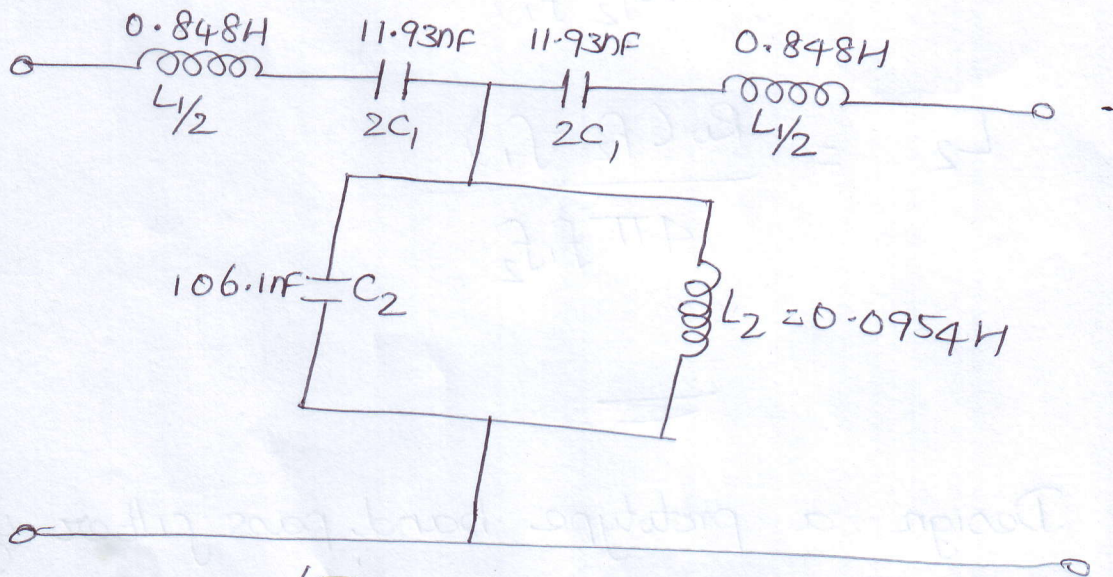 0.848H 11.93nF 11.93nF 0.848H
L1/2 2C1 2C1 L1/2
106.1nF C2 L2 = 0.0954H